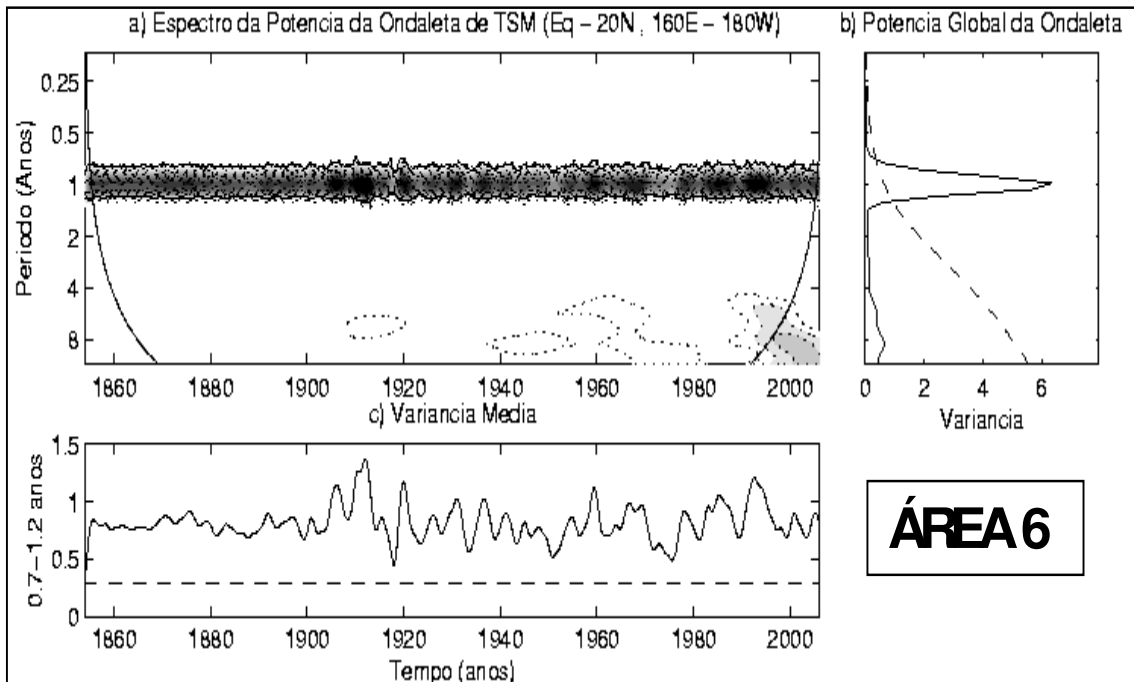 a) Espectro da Potencia da Ondaleta de TSM (Eq – 20N , 160E – 180W)
b) Potencia Global da Ondaleta
Periodo (Anos)
0.25
0.5
1
2
4
8
1860 1880 1900 1920 1940 1960 1980 2000
0 2 4 6
Variancia
c) Variancia Media
0.7–1.2 anos
1.5
1
0.5
0
1860 1880 1900 1920 1940 1960 1980 2000
Tempo (anos)
ÁREA 6